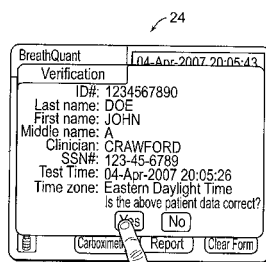 24
BreathQuant
04-Apr-2007 20:05:43
Verification
ID#: 1234567890
Last name: DOE
First name: JOHN
Middle name: A
Clinician: CRAWFORD
SSN#: 123-45-6789
Test Time: 04-Apr-2007 20:05:26
Time zone: Eastern Daylight Time
Is the above patient data correct?
Yes No
Carboximet Report Clear Form